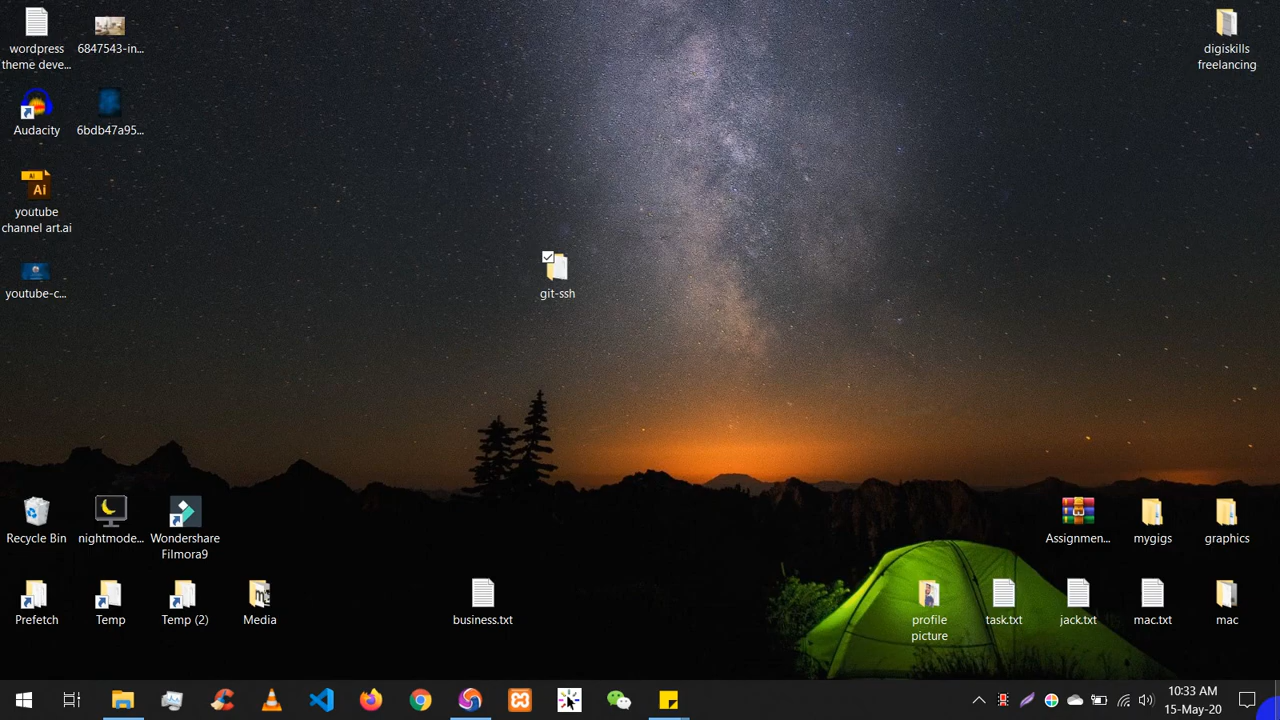 wordpress
theme deve...
6847543-in...
digiskills
freelancing
Audacity
6bdb47a95...
Ai
Ai
youtube
channel art.ai
youtube-c...
git-ssh
Recycle Bin
nightmode...
Wondershare
Filmora9
Assignmen...
mygigs
graphics
Prefetch
Temp
Temp (2)
Media
business.txt
profile
picture
task.txt
jack.txt
mac.txt
mac
10:33 AM
15-May-20